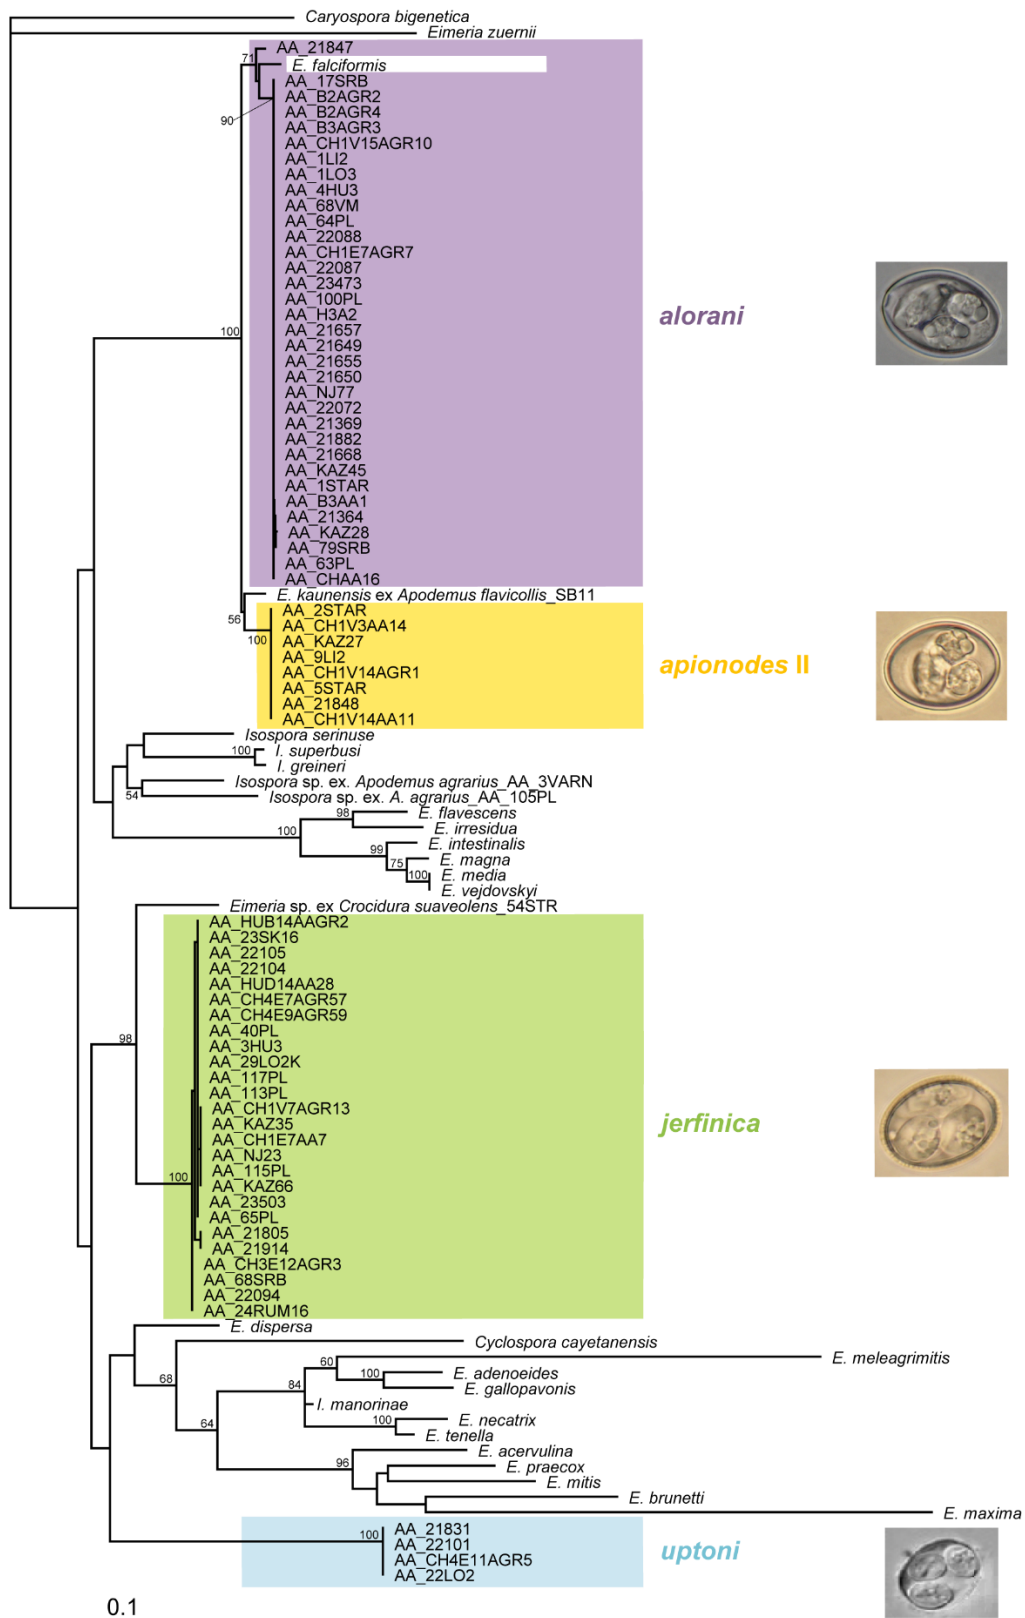 Caryospora bigenetica
Eimeria zuernii
71
AA_21847
E. falciformis
AA_17SRB
AA_B2AGR2
AA_B2AGR4
90
AA_B3AGR3
AA_CH1V15AGR10
AA_1LI2
AA_1LO3
AA_4HU3
AA_68VM
AA_64PL
AA_22088
AA_CH1E7AGR7
AA_22087
AA_23473
AA_100PL
AA_H3A2
alorani
100
AA_21657
AA_21649
AA_21655
AA_21650
AA_NJ77
AA_22072
AA_21369
AA_21882
AA_21668
AA_KAZ45
AA_1STAR
AA_B3AA1
AA_21364
AA_KAZ28
AA_79SRB
AA_63PL
AA_CHAA16
E. kaunensis ex Apodemus flavicollis_SB11
56
AA_2STAR
AA_CH1V3AA14
100
AA_KAZ27
AA_9LI2
AA_CH1V14AGR1
apionodes II
AA_5STAR
AA_21848
AA_CH1V14AA11
Isospora serinuse
100
I. superbusi
I. greineri
Isospora sp. ex. Apodemus agrarius_AA_3VARN
54
Isospora sp. ex. A. agrarius_AA_105PL
98
E. flavescens
E. irresidua
100
99
E. intestinalis
75
E. magna
100
E. media
E. vejdovskyi
Eimeria sp. ex Crocidura suaveolens_54STR
AA_HUB14AAGR2
AA_23SK16
AA_22105
AA_22104
AA_HUD14AA28
AA_CH4E7AGR57
AA_CH4E9AGR59
AA_40PL
98
AA_3HU3
AA_29LO2K
AA_117PL
AA_113PL
AA_CH1V7AGR13
AA_KAZ35
jerfinica
AA_CH1E7AA7
AA_NJ23
AA_115PL
100
AA_KAZ66
AA_23503
AA_65PL
AA_21805
AA_21914
AA_CH3E12AGR3
AA_68SRB
AA_22094
AA_24RUM16
E. dispersa
Cyclospora cayetanensis
60
E. meleagrimitis
68
100
E. adenoeides
84
E. gallopavonis
I. manorinae
64
100
E. necatrix
E. tenella
E. acervulina
96
E. praecox
E. mitis
E. brunetti
E. maxima
100
AA_21831
AA_22101
uptoni
AA_CH4E11AGR5
AA_22LO2
0.1